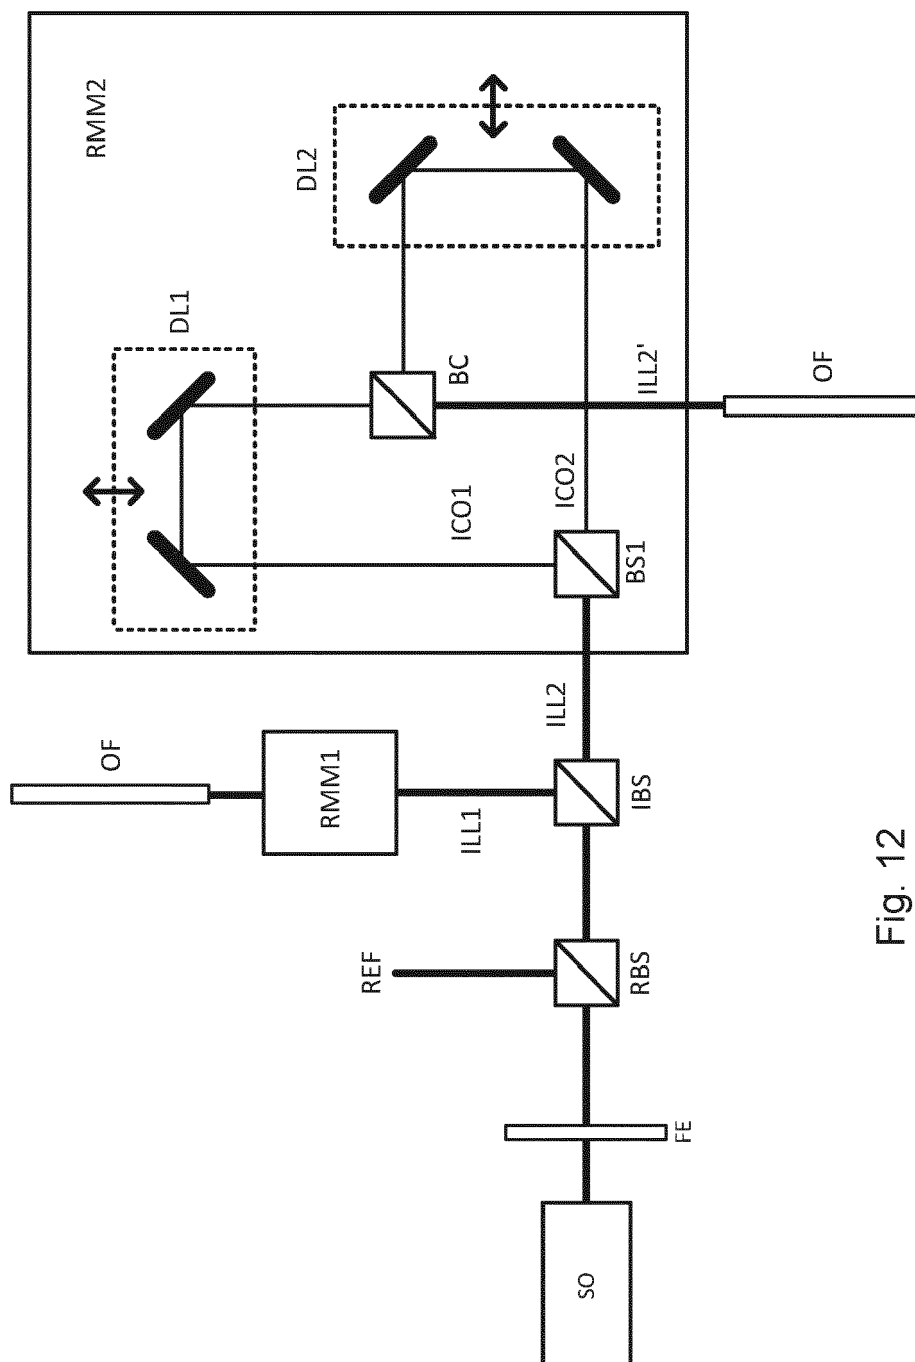 RMM2
DL2
DL1
BC
ILL2'
OF
ICO1
ICO2
BS1
ILL2
OF
RMM1
ILL1
IBS
REF
RBS
FE
SO
Fig. 12